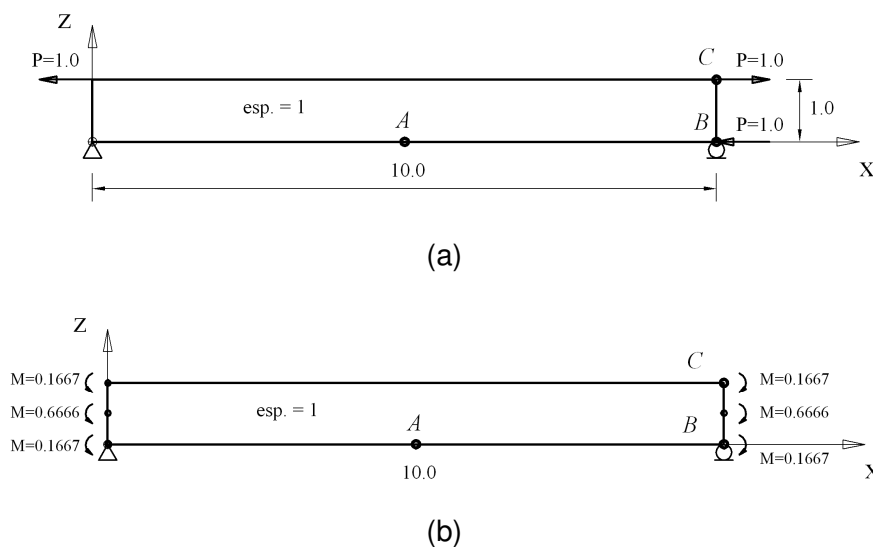 Z
P=1.0
C
P=1.0
esp. = 1
A
B
P=1.0
1.0
X
10.0
(a)
Z
M=0.1667
C
M=0.1667
M=0.6666
esp. = 1
M=0.6666
M=0.1667
A
B
M=0.1667
X
10.0
(b)